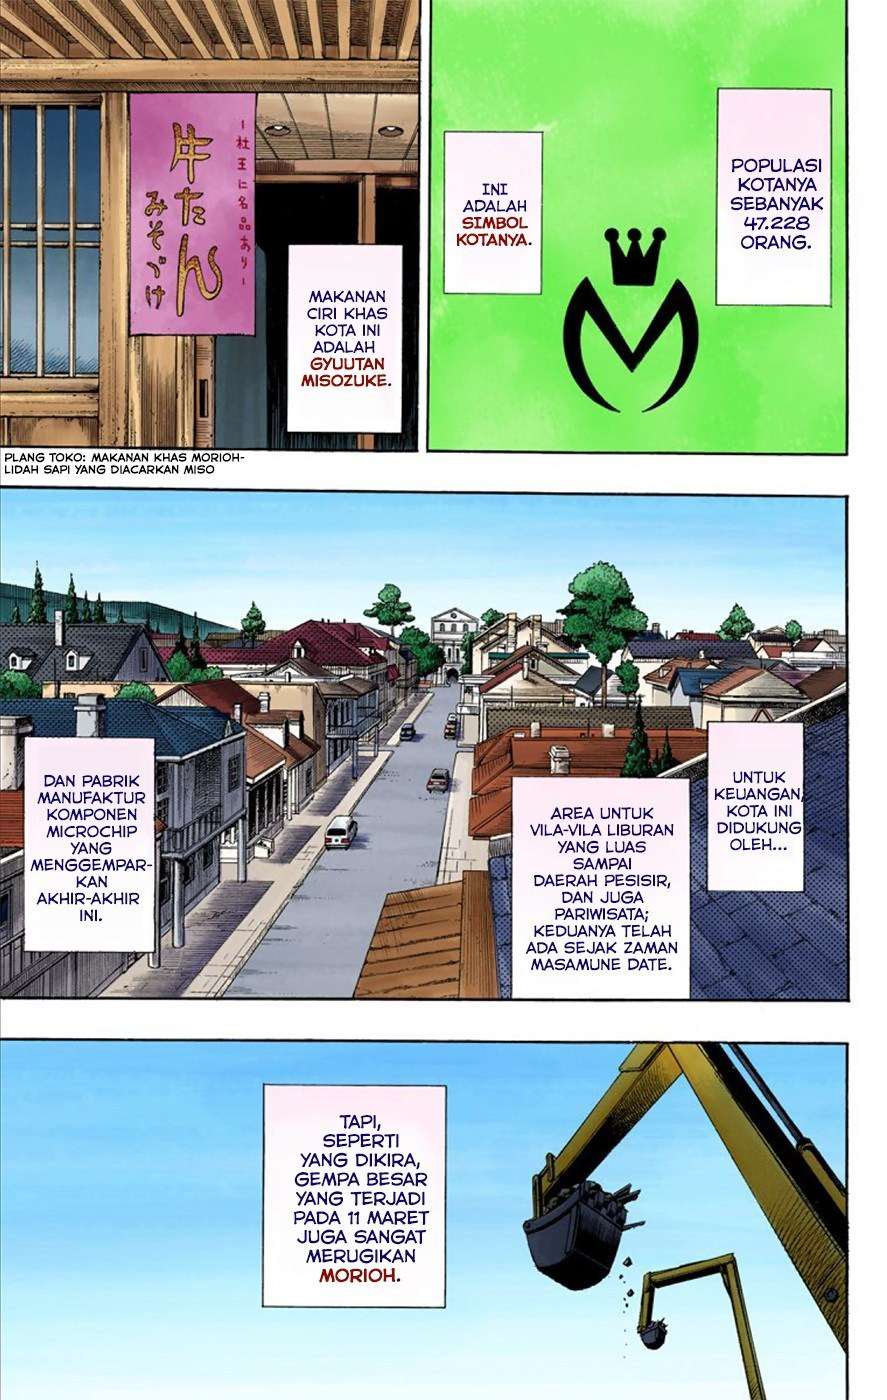 POPULASI
KOTANYA
SEBANYAK
47.228
ORANG.
INI
ADALAH
SIMBOL
KOTANYA.
MAKANAN
CIRI KHAS
KOTA INI
ADALAH
GYUUTAN
MISOZUKE.
~杜王に名品あり~
牛たん
みそづけ
PLANG TOKO: MAKANAN KHAS MORIOH-
LIDAH SAPI YANG DIACARKAN MISO
UNTUK
KEUANGAN,
KOTA INI
DIDUKUNG
OLEH...
AREA UNTUK
VILA-VILA LIBURAN
YANG LUAS
SAMPAI
DAERAH PESISIR,
DAN JUGA
PARIWISATA;
KEDUANYA TELAH
ADA SEJAK ZAMAN
MASAMUNE DATE.
DAN PABRIK
MANUFAKTUR
KOMPONEN
MICROCHIP
YANG
MENGGEMPAR-
KAN
AKHIR-AKHIR
INI.
TAPI,
SEPERTI
YANG DIKIRA,
GEMPA BESAR
YANG TERJADI
PADA 11 MARET
JUGA SANGAT
MERUGIKAN
MORIOH.